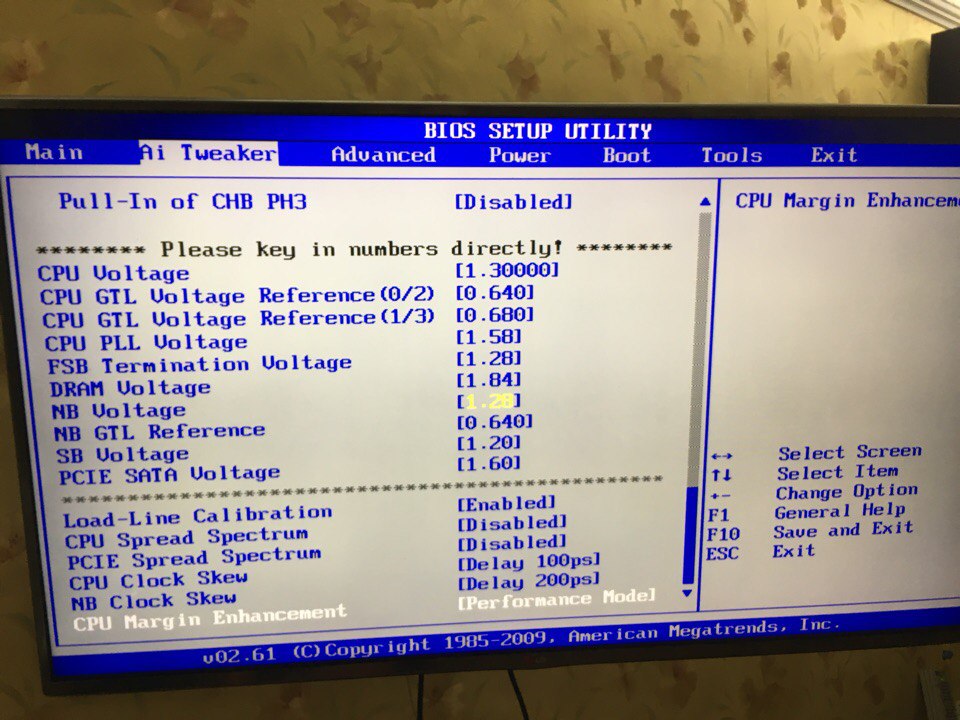 BIOS SETUP UTILITY
Main Ai Tweaker Advanced Power Boot Tools Exit
Pull-In of CHB PH3 [Disabled]
******** Please key in numbers directly! ********
CPU Voltage [1.30000]
CPU GTL Voltage Reference(0/2) [0.640]
CPU GTL Voltage Reference(1/3) [0.680]
CPU PLL Voltage [1.58]
FSB Termination Voltage [1.28]
DRAM Voltage [1.84]
NB Voltage [1.28]
NB GTL Reference [0.640]
SB Voltage [1.20]
PCIE SATA Voltage [1.60]
Load-Line Calibration [Enabled]
CPU Spread Spectrum [Disabled]
PCIE Spread Spectrum [Disabled]
CPU Clock Skew [Delay 100ps]
NB Clock Skew [Delay 200ps]
CPU Margin Enhancement [Performance Mode]
CPU Margin Enhancem
↔ Select Screen
↑↓ Select Item
+- Change Option
F1 General Help
F10 Save and Exit
ESC Exit
v02.61 (C)Copyright 1985-2009, American Megatrends, Inc.